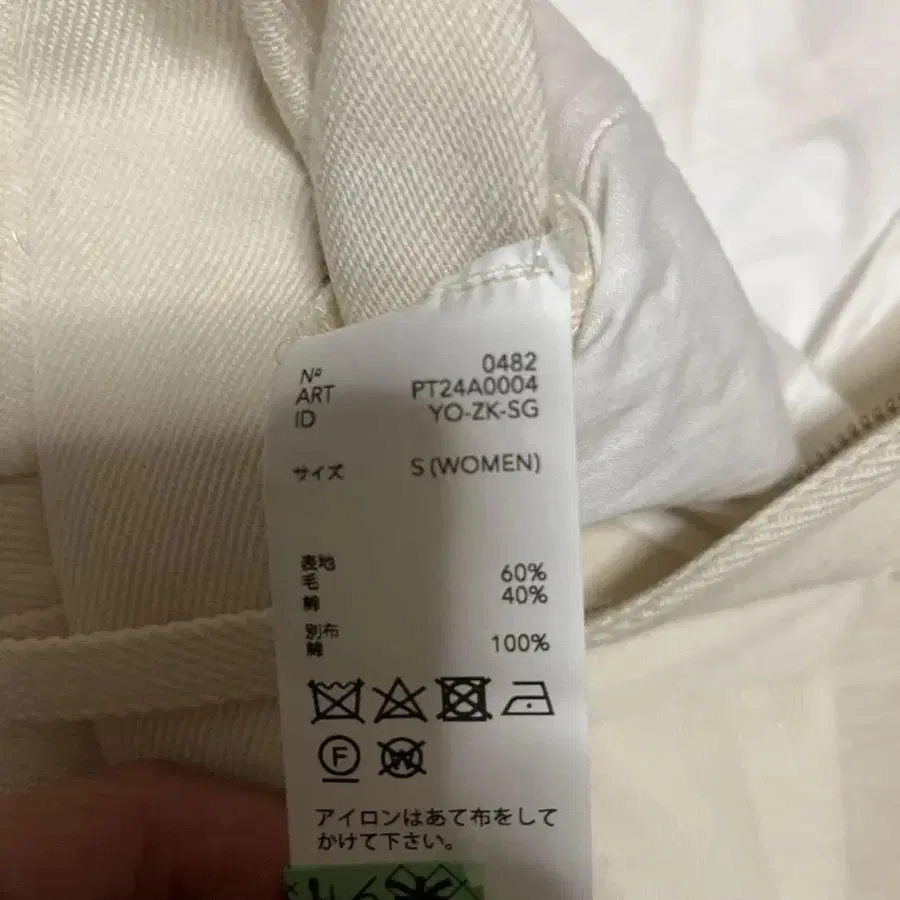 Nº 0482
ART PT24A0004
ID YO-ZK-SG
サイズ S (WOMEN)
表地
毛 60%
綿 40%
別布
綿 100%
F W
アイロンはあて布をして
かけて下さい。